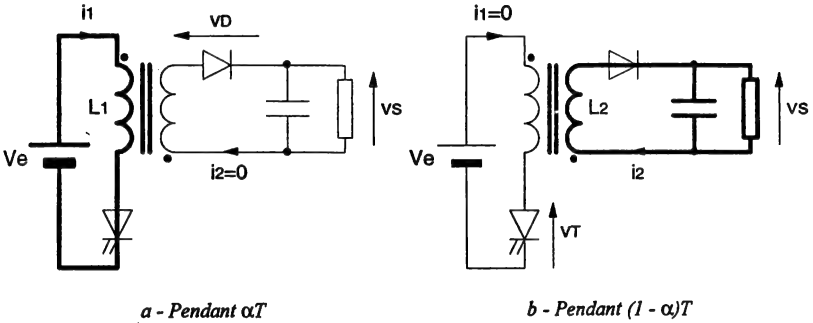 i1
VD
L1
Ve
VS
i2=0
a - Pendant αT
i1=0
L2
Ve
VS
i2
VT
b - Pendant (1 - α)T